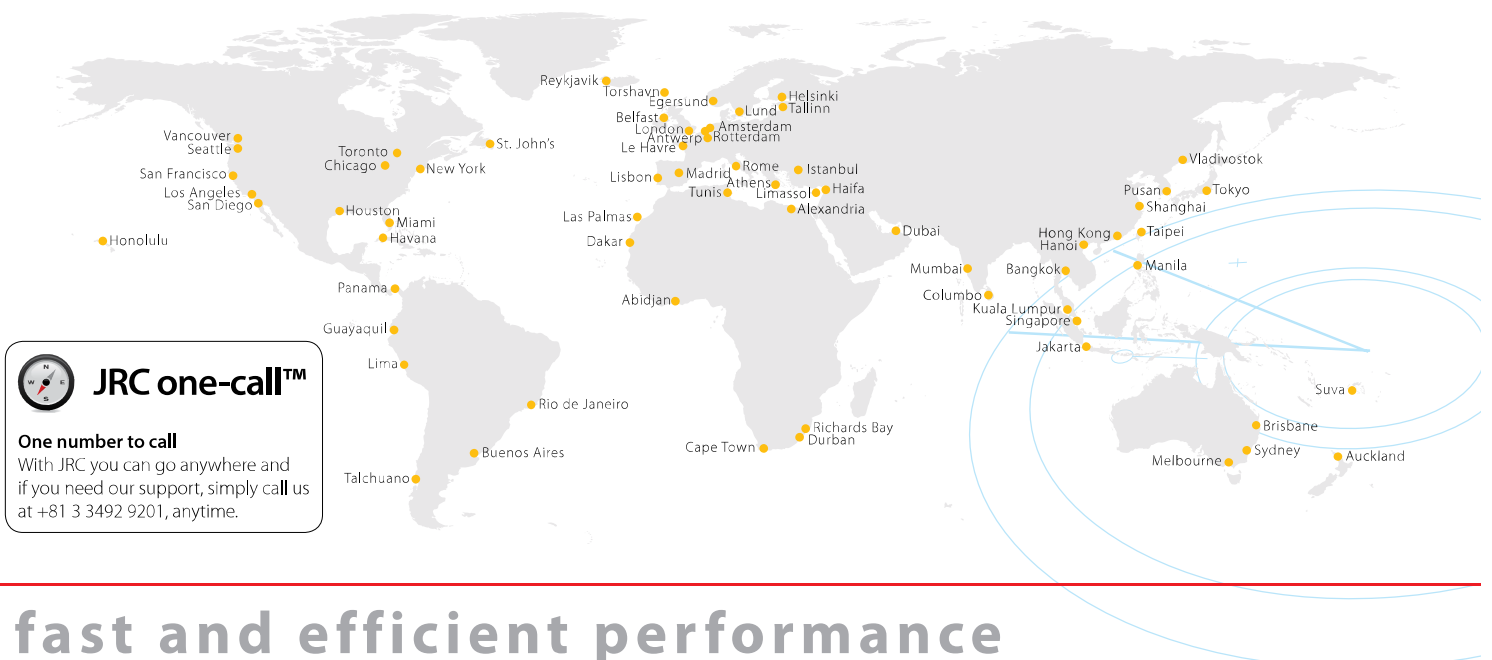 Reykjavik
Torshavn
Egersund
Helsinki
Tallinn
Lund
Belfast
London
Amsterdam
Antwerp
Rotterdam
Le Havre
Vancouver
Seattle
Toronto
Chicago
St. John's
New York
San Francisco
Los Angeles
San Diego
Houston
Miami
Havana
Honolulu
Lisbon
Madrid
Rome
Istanbul
Athens
Tunis
Limassol
Haifa
Alexandria
Las Palmas
Dakar
Abidjan
Dubai
Vladivostok
Pusan
Tokyo
Shanghai
Hong Kong
Taipei
Hanoi
Mumbai
Bangkok
Manila
Columbo
Kuala Lumpur
Singapore
Jakarta
Panama
Guayaquil
Lima
Rio de Janeiro
Buenos Aires
Talchuano
Cape Town
Richards Bay
Durban
Suva
Brisbane
Sydney
Melbourne
Auckland
N
W E
S
JRC one-call™
One number to call
With JRC you can go anywhere and
if you need our support, simply call us
at +81 3 3492 9201, anytime.
fast and efficient performance